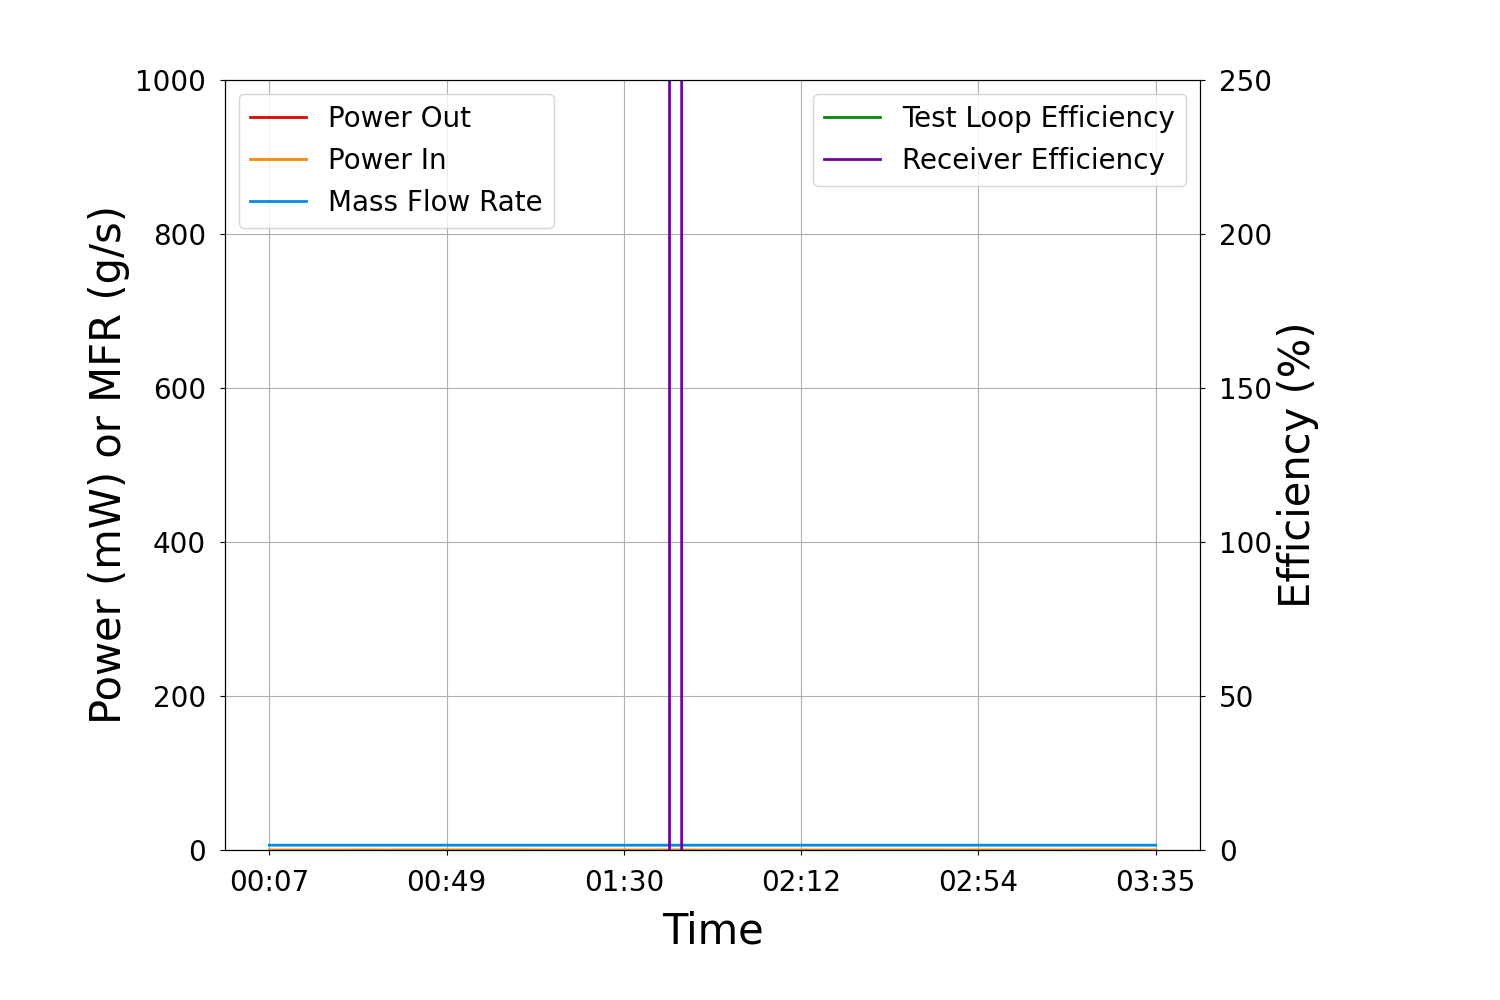 Power Out
Power In
Mass Flow Rate
Test Loop Efficiency
Receiver Efficiency
1000
800
600
400
200
0
Power (mW) or MFR (g/s)
250
200
150
100
50
0
Efficiency (%)
00:07 00:49 01:30 02:12 02:54 03:35
Time